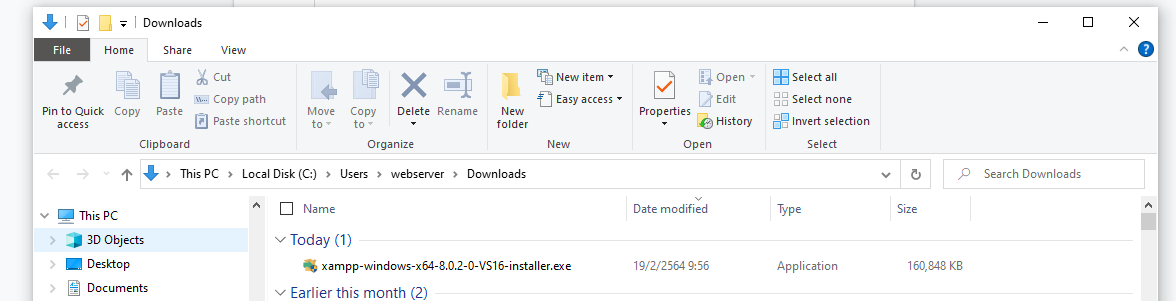 Downloads
File Home Share View
Pin to Quick access
Copy
Paste
Cut
Copy path
Paste shortcut
Clipboard
Move to
Copy to
Delete
Rename
Organize
New folder
New item
Easy access
New
Properties
Open
Edit
History
Open
Select all
Select none
Invert selection
Select
This PC Local Disk (C:) Users webserver Downloads
Search Downloads
This PC
3D Objects
Desktop
Documents
Name Date modified Type Size
Today (1)
xampp-windows-x64-8.0.2-0-VS16-installer.exe 19/2/2564 9:56 Application 160,848 KB
Earlier this month (2)